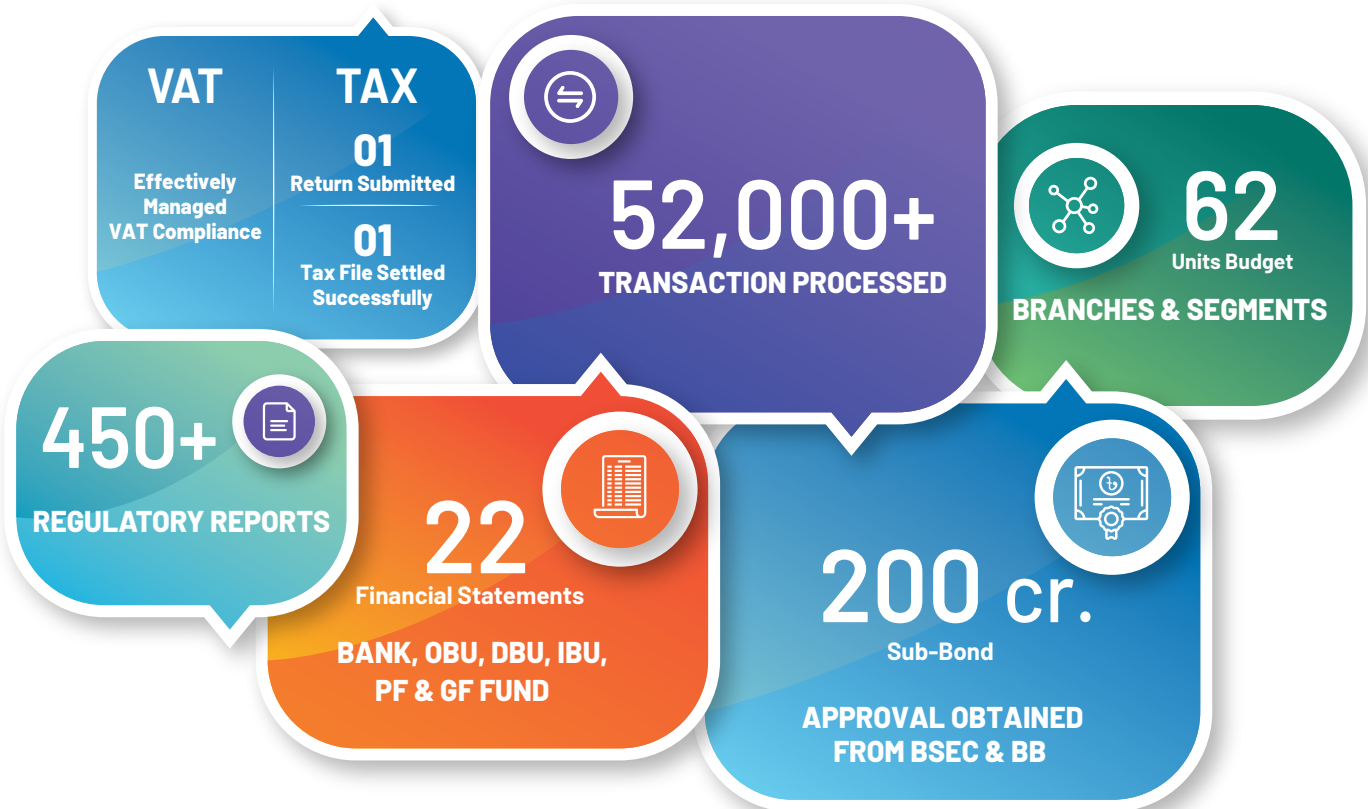 VAT
Effectively
Managed
VAT Compliance
TAX
01
Return Submitted
01
Tax File Settled
Successfully
52,000+
TRANSACTION PROCESSED
62
Units Budget
BRANCHES & SEGMENTS
450+
REGULATORY REPORTS
22
Financial Statements
BANK, OBU, DBU, IBU,
PF & GF FUND
৳
200 cr.
Sub-Bond
APPROVAL OBTAINED
FROM BSEC & BB